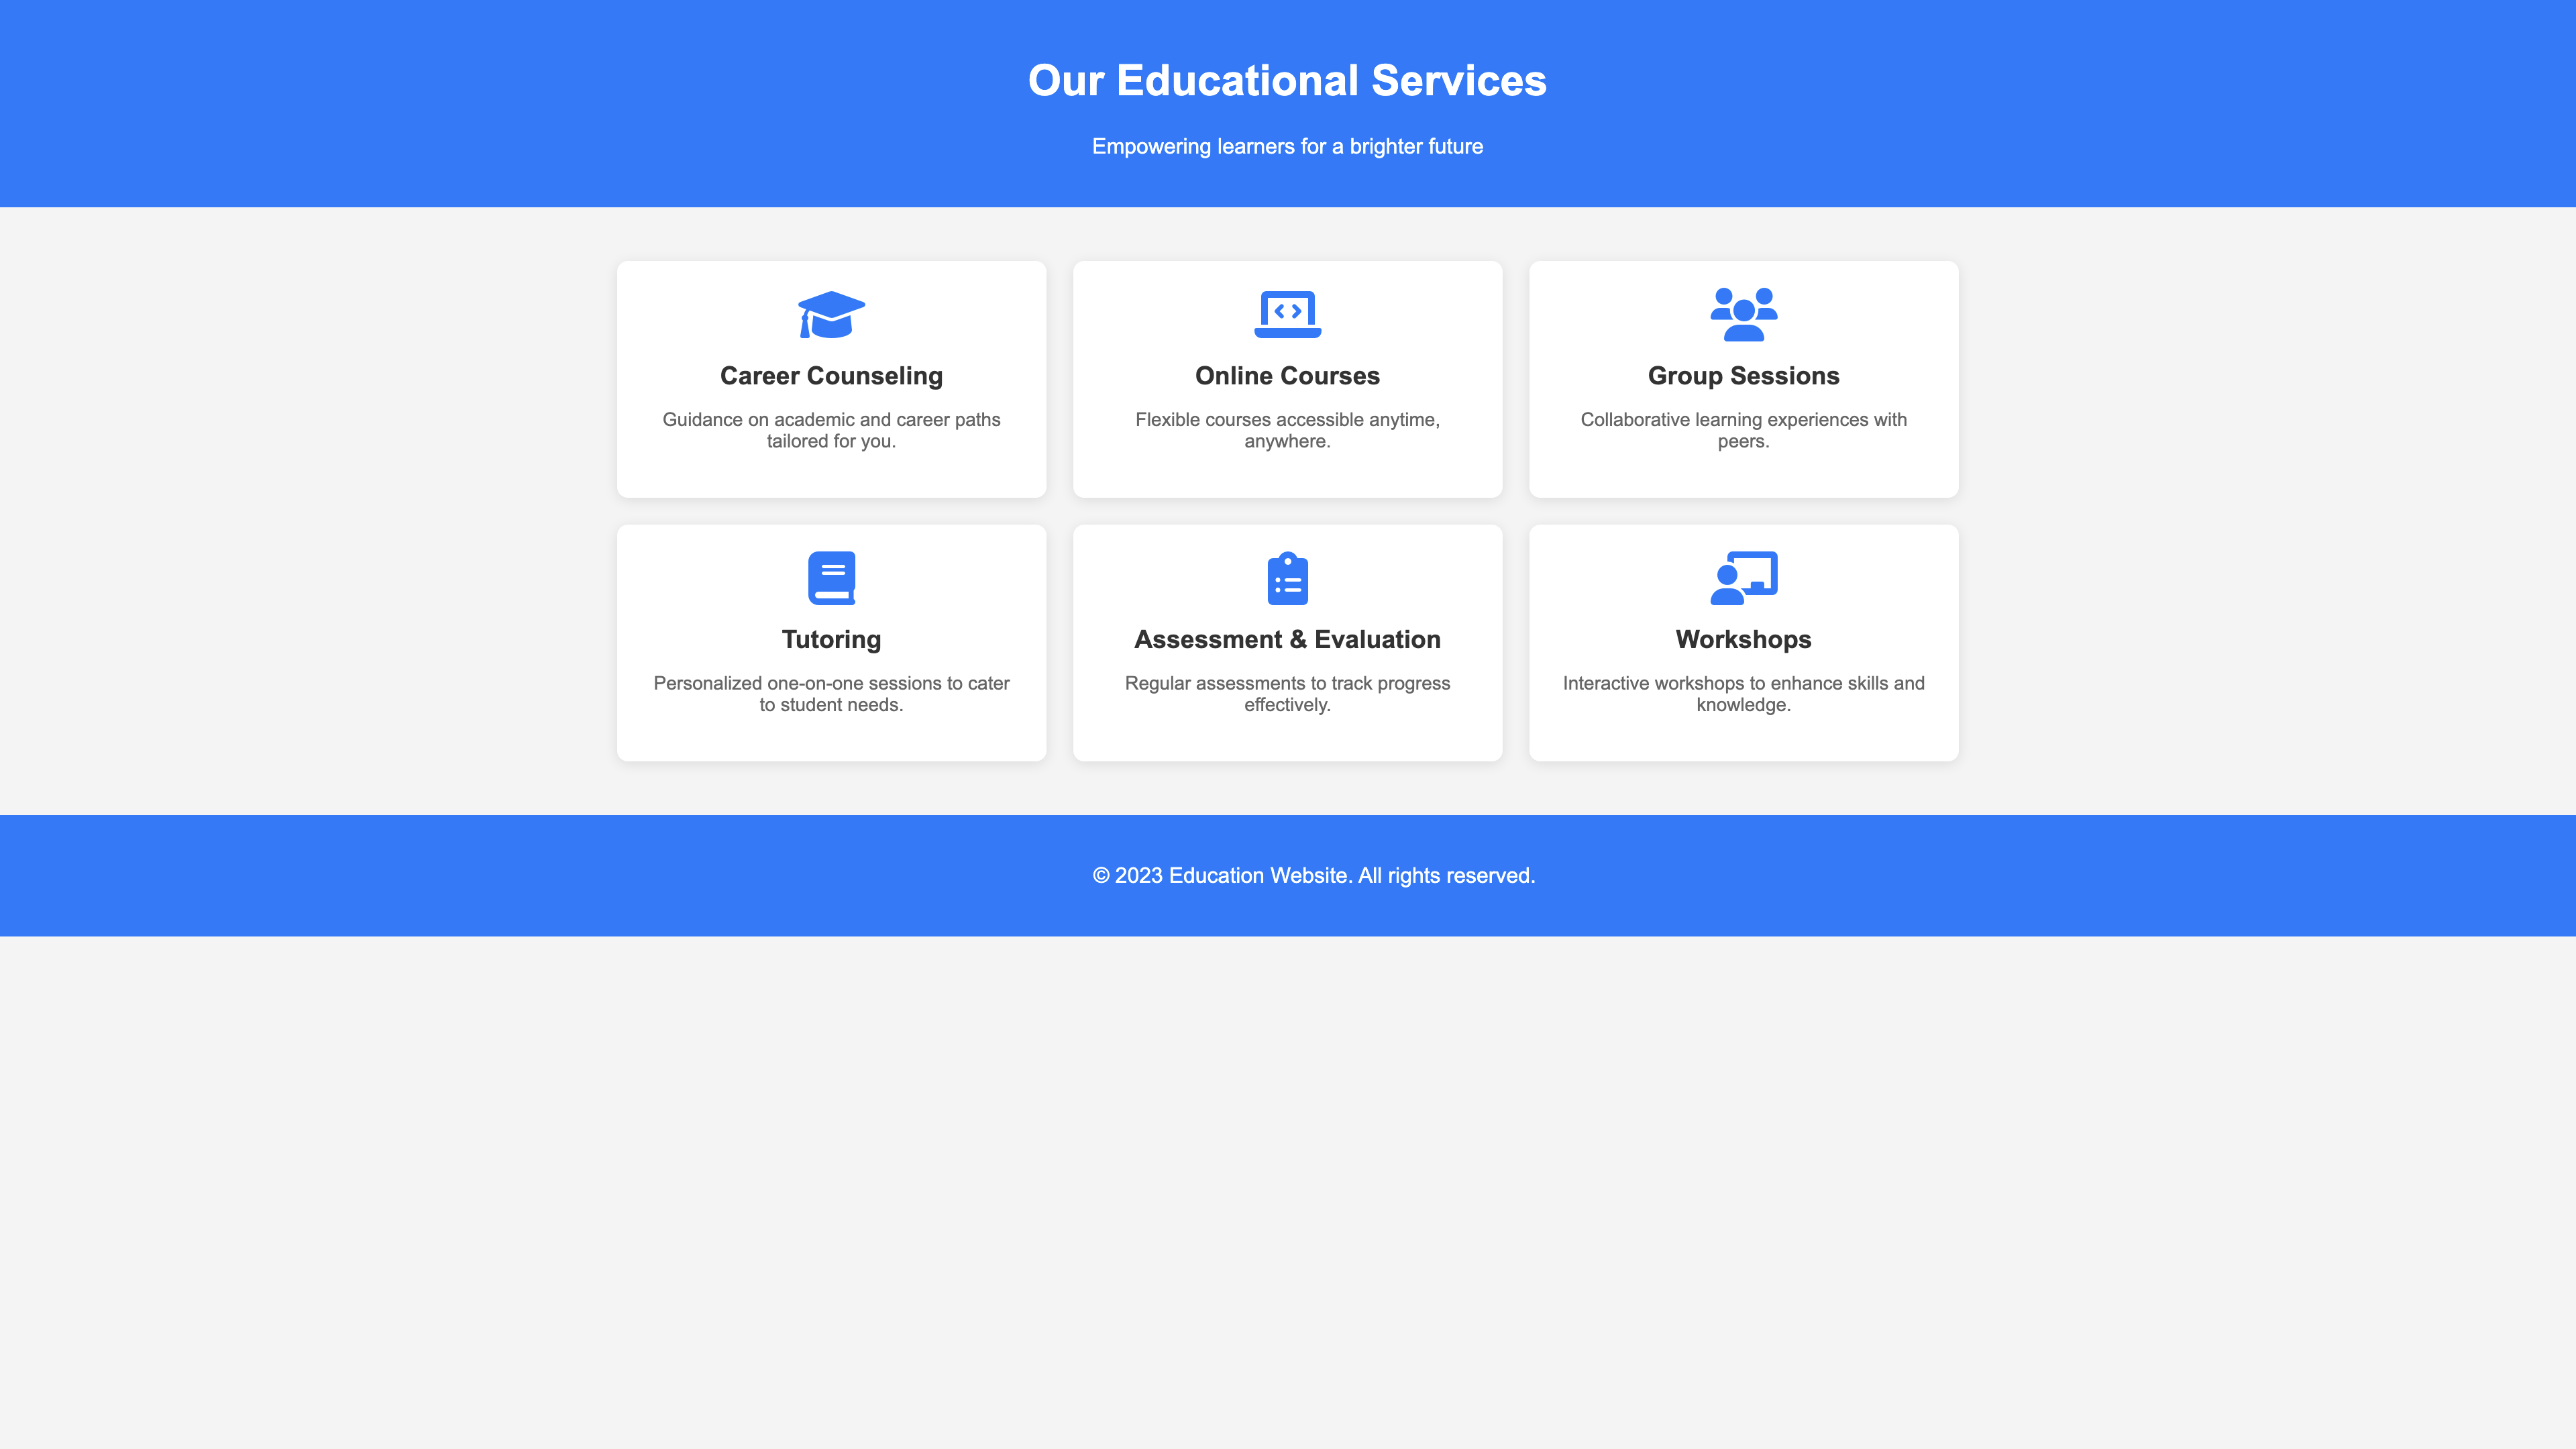 Our Educational Services
Empowering learners for a brighter future
Career Counseling
Guidance on academic and career paths
tailored for you.
Online Courses
Flexible courses accessible anytime,
anywhere.
Group Sessions
Collaborative learning experiences with
peers.
Tutoring
Personalized one-on-one sessions to cater
to student needs.
Assessment & Evaluation
Regular assessments to track progress
effectively.
Workshops
Interactive workshops to enhance skills and
knowledge.
© 2023 Education Website. All rights reserved.